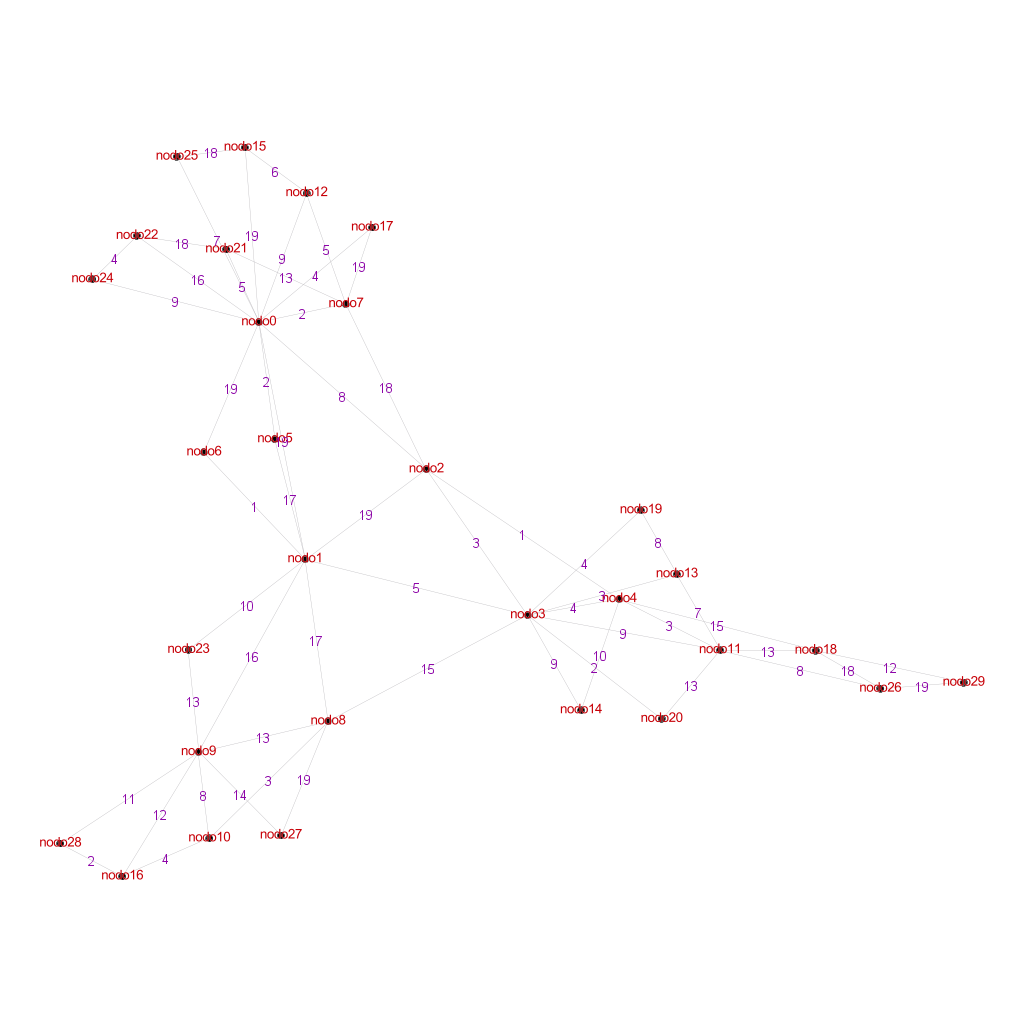 nodo15
nodo25 18
6
nodo12
nodo17
nodo22
7 19
18 nodo21
5 19
9
4
nodo24
4 13
16
5
9 nodo7
2
nodo0
2
19
18
8
nodo5
19
nodo6
nodo2
17
1
nodo19
19
1
3
8
nodo1
4
nodo13
5
3 nodo4
10
4
nodo3
7
3 15
9
17
nodo23
nodo11 13 nodo18
16
10
9
2
15
12
18
8
nodo29
nodo26 19
13
13
nodo14
nodo20
nodo8
13
nodo9
3 19
8 14
11
12
nodo27
nodo10
nodo28
4
2
nodo16